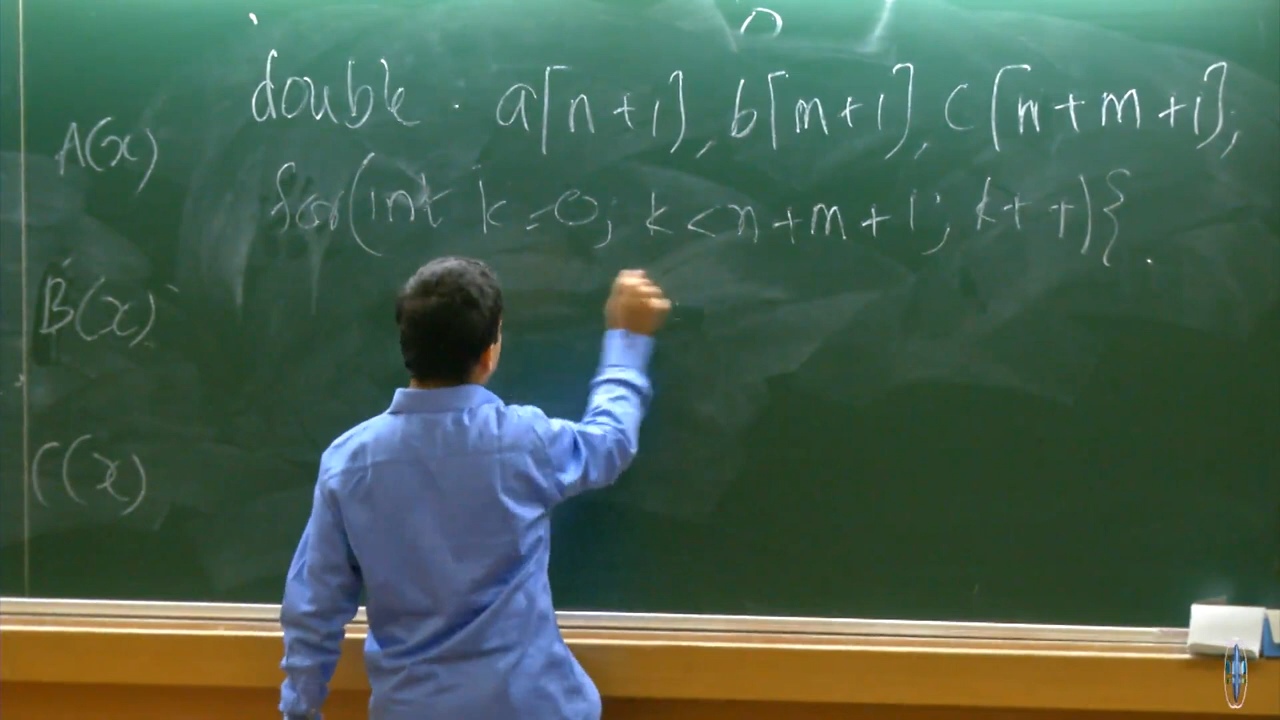 double a[n+1], b[m+1], c[n+m+1];
A(x)
for(int k=0; k<n+m+1; k++){
B(x)
C(x)